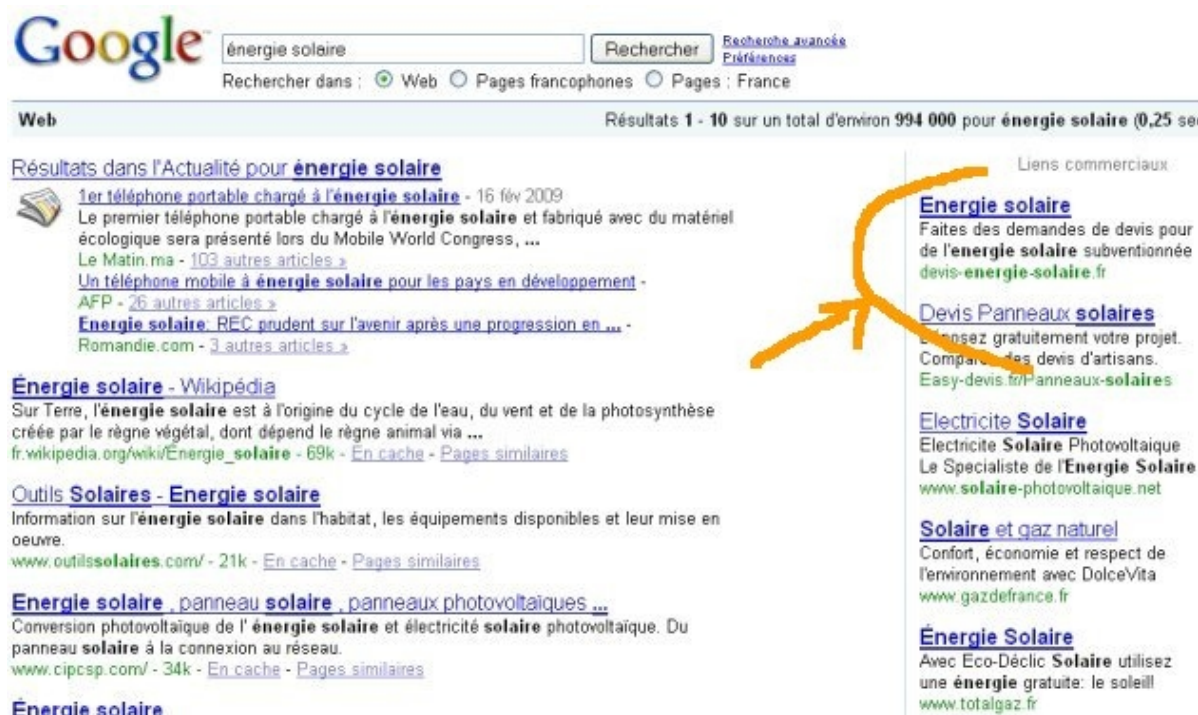 Google
énergie solaire
Rechercher
Recherche avancée
Préférences
Rechercher dans : Web Pages francophones Pages : France
Web
Résultats 1 - 10 sur un total d'environ 994 000 pour énergie solaire (0,25 sec
Résultats dans l'Actualité pour énergie solaire
1er téléphone portable chargé à l'énergie solaire - 16 fév 2009
Le premier téléphone portable chargé à l'énergie solaire et fabriqué avec du matériel
écologique sera présenté lors du Mobile World Congress, ...
Le Matin.ma - 103 autres articles »
Un téléphone mobile à énergie solaire pour les pays en développement -
AFP - 26 autres articles »
Energie solaire: REC prudent sur l'avenir après une progression en ... -
Romandie.com - 3 autres articles »
Énergie solaire - Wikipédia
Sur Terre, l'énergie solaire est à l'origine du cycle de l'eau, du vent et de la photosynthèse
créée par le règne végétal, dont dépend le règne animal via ...
fr.wikipedia.org/wiki/Énergie_solaire - 69k - En cache - Pages similaires
Outils Solaires - Energie solaire
Information sur l'énergie solaire dans l'habitat, les équipements disponibles et leur mise en
oeuvre.
www.outilssolaires.com/ - 21k - En cache - Pages similaires
Energie solaire , panneau solaire , panneaux photovoltaïques ...
Conversion photovoltaïque de l' énergie solaire et électricité solaire photovoltaïque. Du
panneau solaire à la connexion au réseau.
www.cipcsp.com/ - 34k - En cache - Pages similaires
Énergie solaire
Liens commerciaux
Energie solaire
Faites des demandes de devis pour
de l'energie solaire subventionnée
devis-energie-solaire.fr
Devis Panneaux solaires
Déposez gratuitement votre projet.
Comparez des devis d'artisans.
Easy-devis.fr/Panneaux-solaires
Electricite Solaire
Electricite Solaire Photovoltaique
Le Specialiste de l'Energie Solaire
www.solaire-photovoltaique.net
Solaire et gaz naturel
Confort, économie et respect de
l'environnement avec DolceVita
www.gazdefrance.fr
Énergie Solaire
Avec Eco-Déclic Solaire utilisez
une énergie gratuite: le soleil!
www.totalgaz.fr